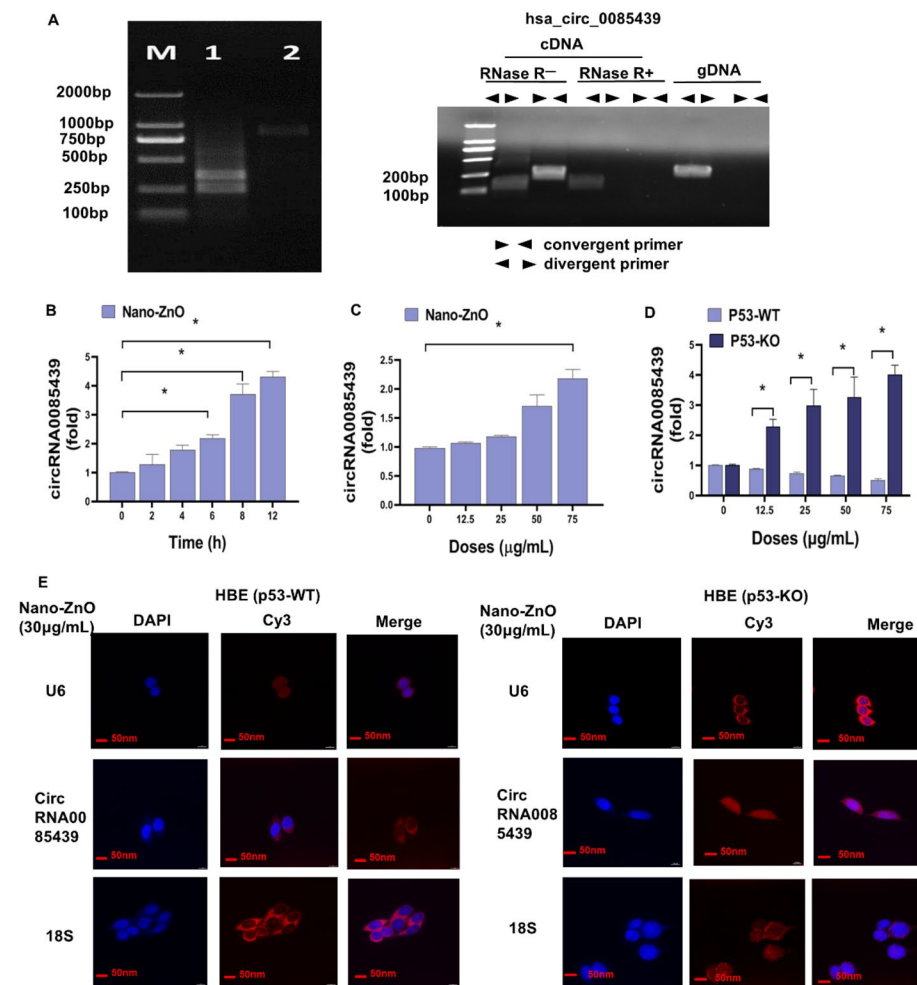 A
M 1 2
2000bp
1000bp
750bp
500bp
250bp
100bp
hsa_circ_0085439
cDNA
RNase R— RNase R+ gDNA
200bp
100bp
convergent primer
divergent primer
B
Nano-ZnO
*
*
*
circRNA0085439
(fold)
5
4
3
2
1
0
0 2 4 6 8 12
Time (h)
C
Nano-ZnO
*
circRNA0085439
(fold)
2.5
2.0
1.5
1.0
0.5
0.0
0 12.5 25 50 75
Doses (μg/mL)
D
P53-WT
P53-KO
* * * *
circRNA0085439
(fold)
5
4
3
2
1
0
0 12.5 25 50 75
Doses (μg/mL)
E
HBE (p53-WT)
Nano-ZnO
(30μg/mL)
DAPI Cy3 Merge
U6
50nm 50nm 50nm
Circ
RNA00
85439
50nm 50nm 50nm
18S
50nm 50nm 50nm
HBE (p53-KO)
Nano-ZnO
(30μg/mL)
DAPI Cy3 Merge
U6
50nm 50nm 50nm
Circ
RNA008
5439
50nm 50nm 50nm
18S
50nm 50nm 50nm